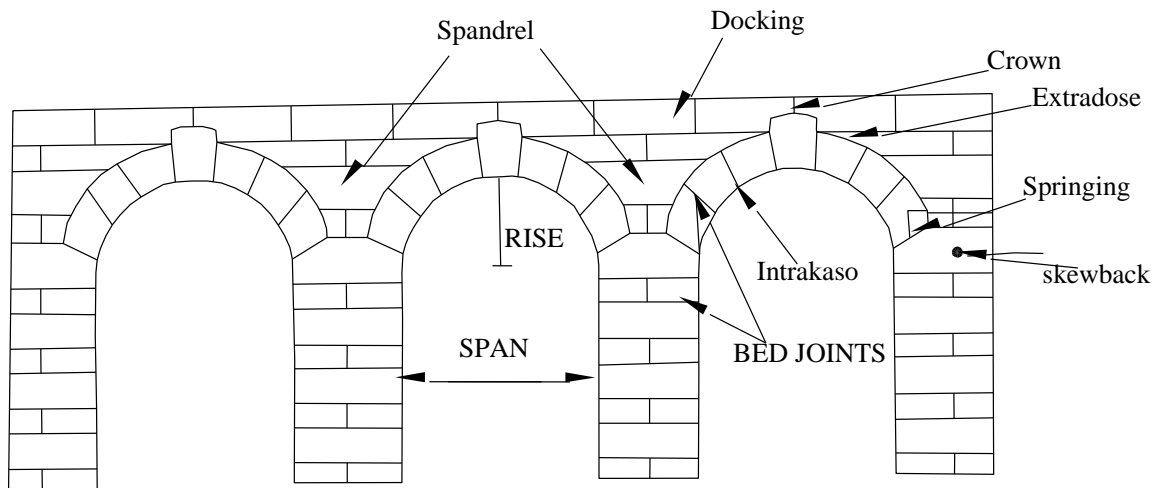 Docking
Spandrel
Crown
Extradose
Springing
RISE
Intrakaso
skewback
SPAN
BED JOINTS